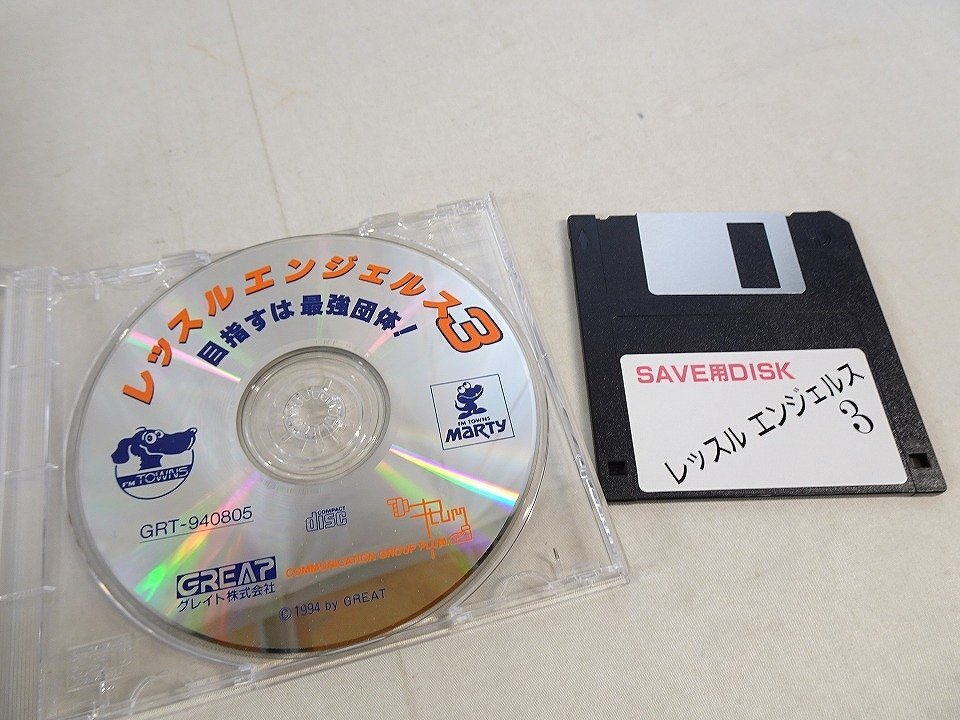 レッスルエンジェルス3
目指すは最強団体!
FM TOWNS
FM TOWNS
MARTY
GRT-940805
COMPACT
disc
COMMUNICATION GROUP PLUM
GREAT
グレイト株式会社
©1994 by GREAT
SAVE用DISK
レッスル エンジェルス
3